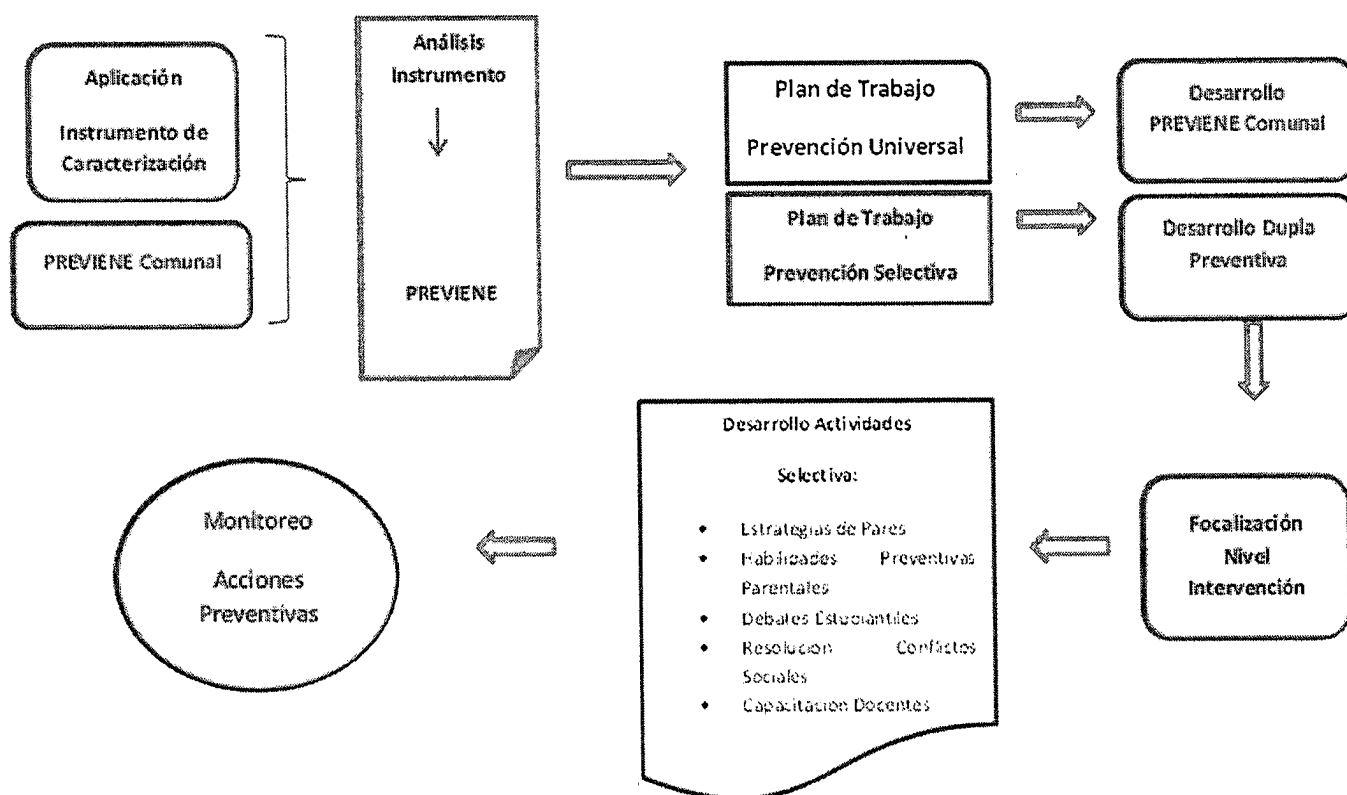 Aplicación
Instrumento de
Caracterización
PREVIENE Comunal
Análisis
Instrumento
PREVIENE
Plan de Trabajo
Prevención Universal
Plan de Trabajo
Prevención Selectiva
Desarrollo
PREVIENE Comunal
Desarrollo Dupla
Preventiva
Focalización
Nivel
Intervención
Desarrollo Actividades
Selectiva:
• Estrategias de Pares
• Habilidades Preventivas
Parentales
• Debates Estudiantiles
• Resolucion Conflictos
Sociales
• Capacitacion Docentes
Monitoreo
Acciones
Preventivas